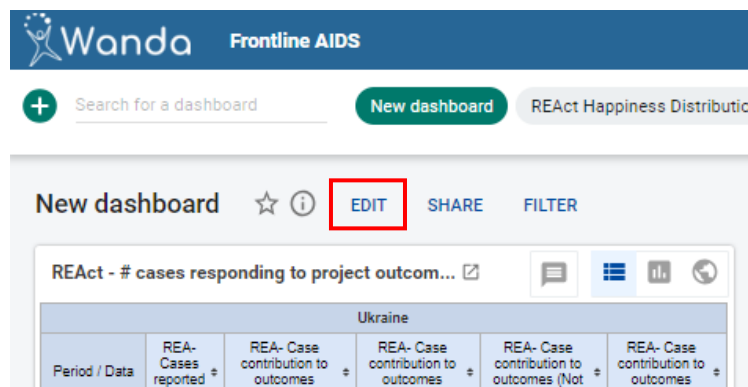 Wanda Frontline AIDS
Search for a dashboard New dashboard REAct Happiness Distributio
New dashboard EDIT SHARE FILTER
REAct - # cases responding to project outcom...
Ukraine
Period / Data
REA-
Cases
reported
REA- Case
contribution to
outcomes
REA- Case
contribution to
outcomes
REA- Case
contribution to
outcomes (Not
REA- Case
contribution to
outcomes